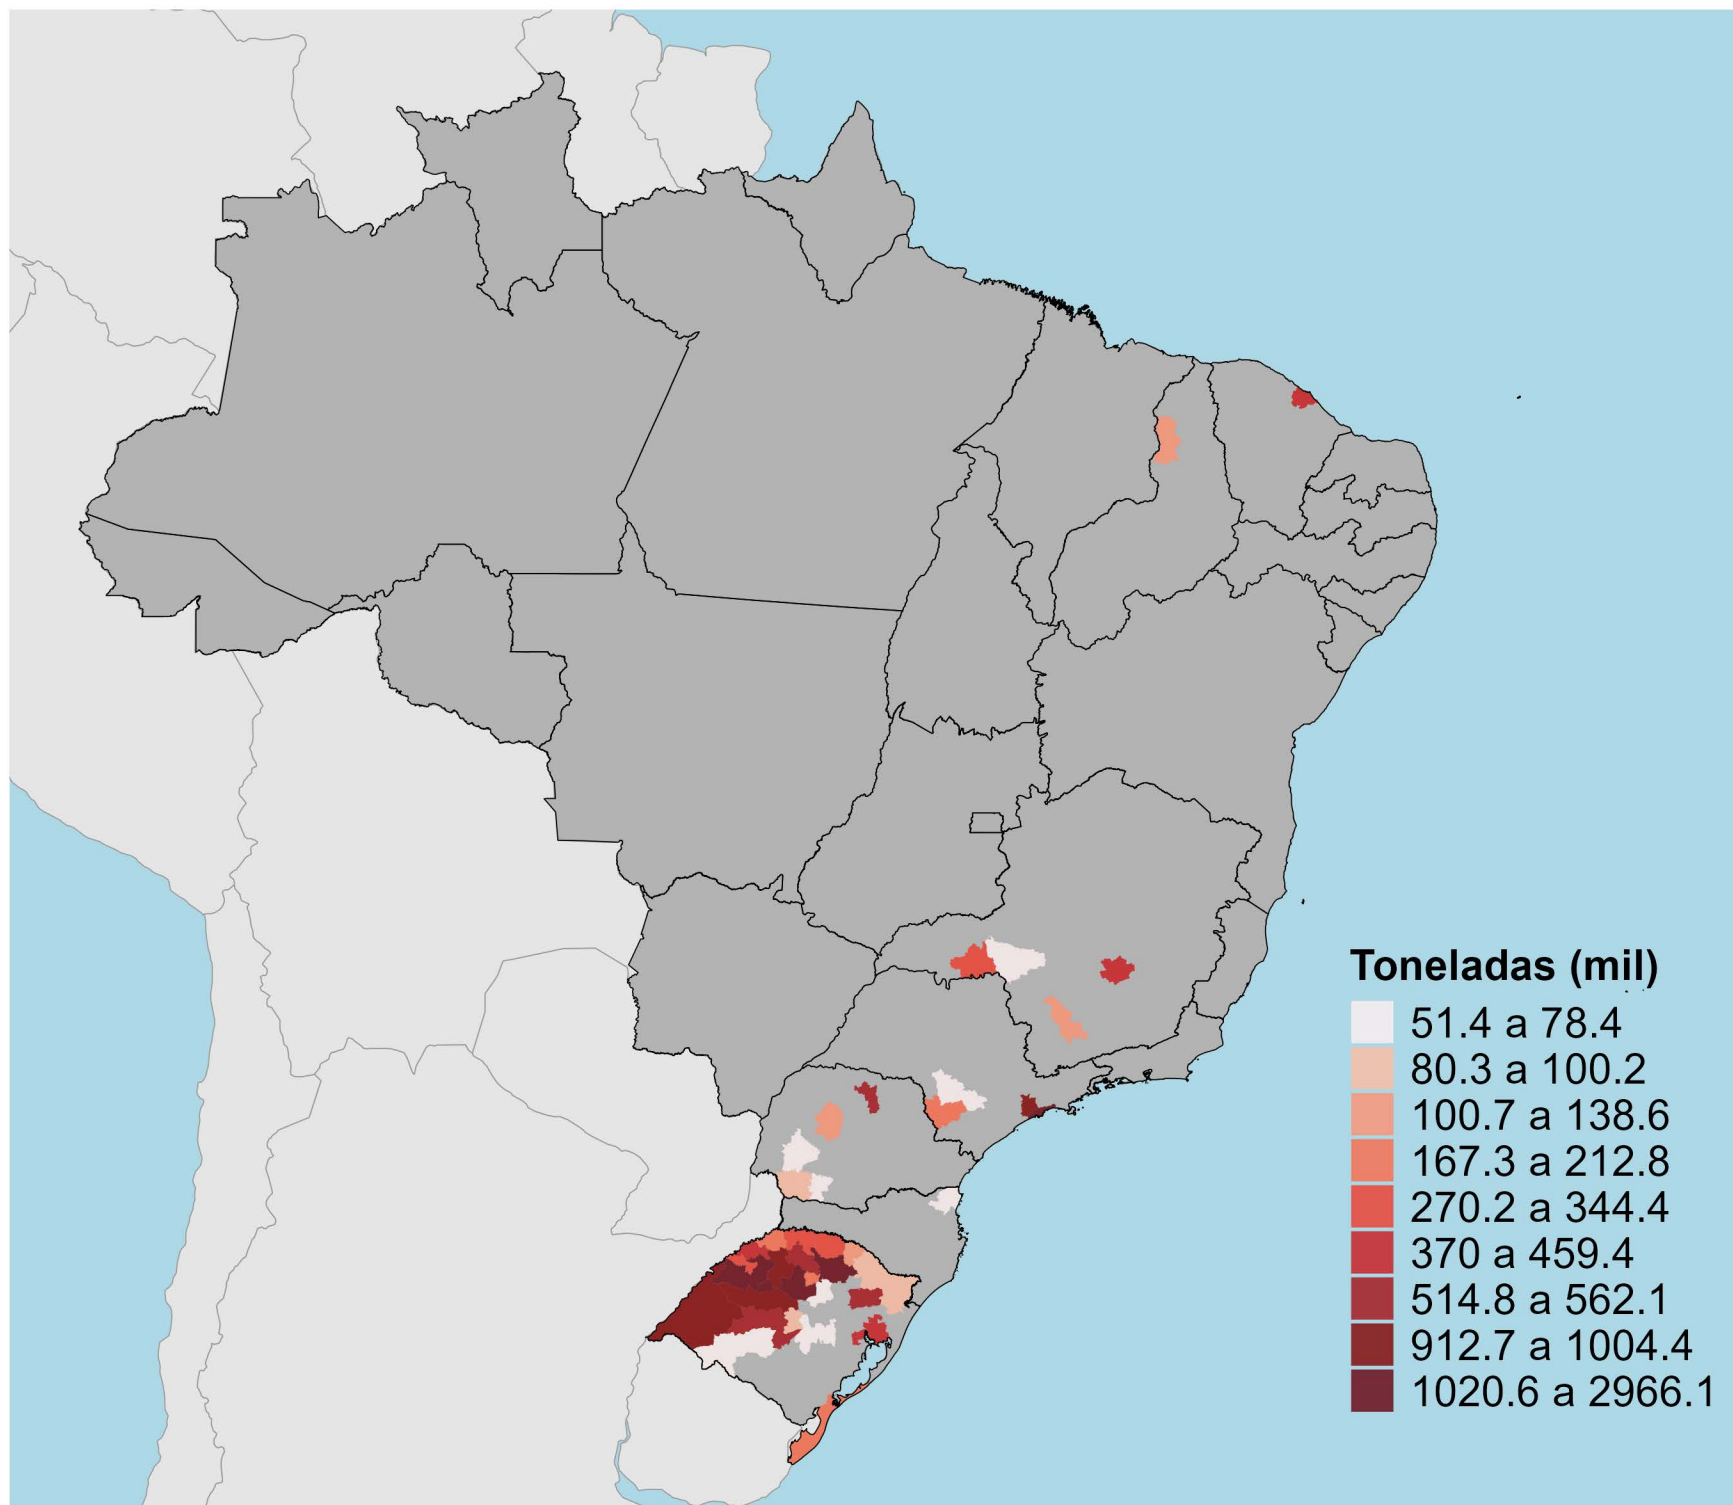 Toneladas (mil)
51.4 a 78.4
80.3 a 100.2
100.7 a 138.6
167.3 a 212.8
270.2 a 344.4
370 a 459.4
514.8 a 562.1
912.7 a 1004.4
1020.6 a 2966.1